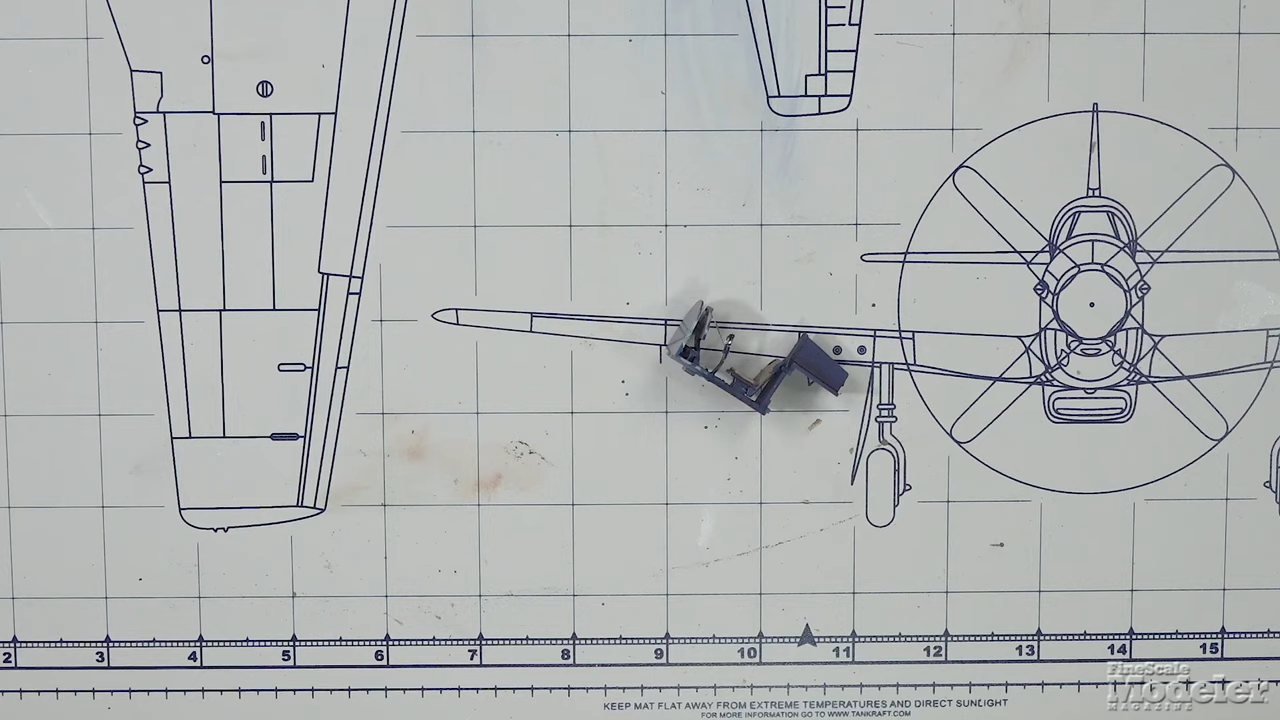 2 3 4 5 6 7 8 9 10 11 12 13 14 15
KEEP MAT FLAT AWAY FROM EXTREME TEMPERATURES AND DIRECT SUNLIGHT
FOR MORE INFORMATION GO TO WWW.TANKRAFT.COM
FineScale
Modeler
MAGAZINE